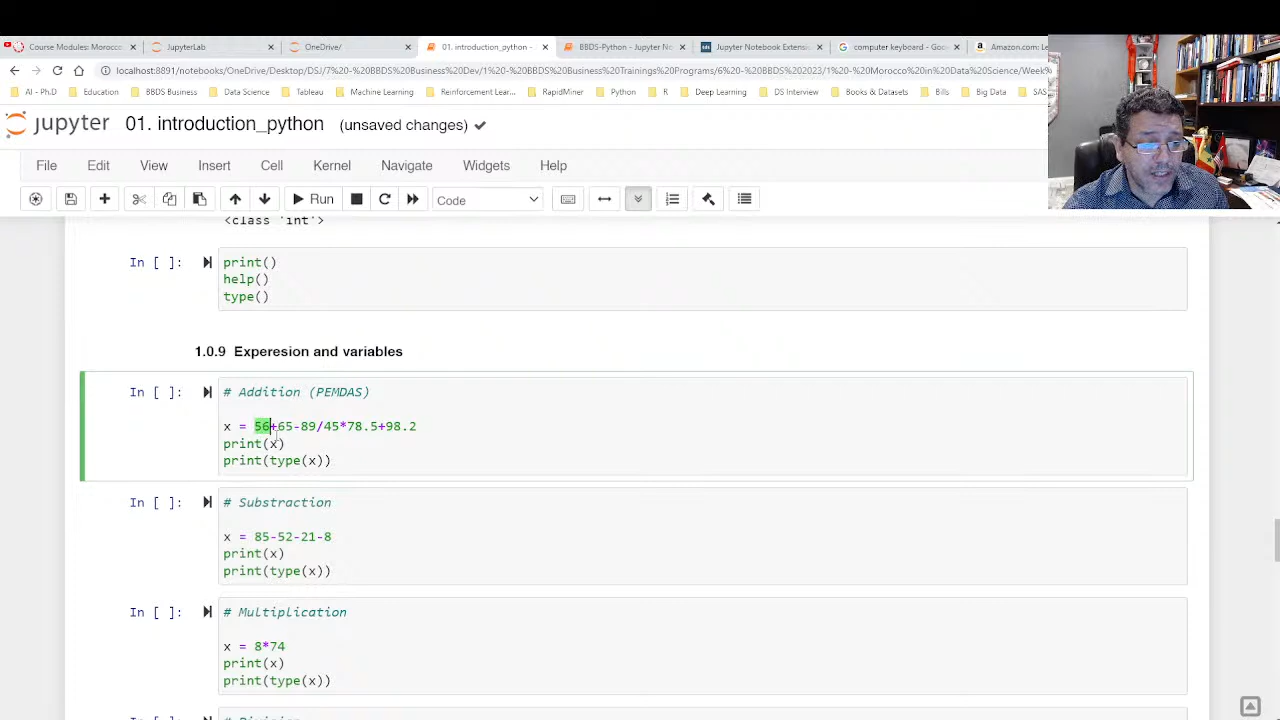 Course Modules: Morocc
JupyterLab
OneDrive/
01. introduction_python -
BBDS-Python - Jupyter No
Jupyter Notebook Extensi
computer keyboard - Goo
Amazon.com: Le
localhost:8891/notebooks/OneDrive/Desktop/DS//7%20-%20BBDS%20Business%20Dev/1%20-%20BBDS%20Business%20Trainings%20Programs/6%20-%20BBDS%202023/1%20-%20Morocco%20in%20Data%20Science/Week%
AI - Ph.D
Education
BBDS Business
Data Science
Tableau
Machine Learning
Reinforcement Lear...
RapidMiner
Python
R
Deep Learning
DS Interview
Books & Datasets
Bills
Big Data
SAS
jupyter 01. introduction_python (unsaved changes)
File Edit View Insert Cell Kernel Navigate Widgets Help
Run
Code
<class 'int'>
In [ ]: print()
help()
type()
1.0.9 Experesion and variables
In [ ]: # Addition (PEMDAS)
x = 56+65-89/45*78.5+98.2
print(x)
print(type(x))
In [ ]: # Substraction
x = 85-52-21-8
print(x)
print(type(x))
In [ ]: # Multiplication
x = 8*74
print(x)
print(type(x))